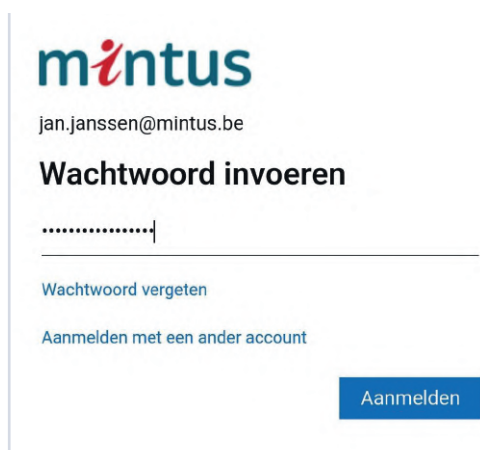 mintus
jan.janssen@mintus.be
Wachtwoord invoeren
•••••••••••••••••
Wachtwoord vergeten
Aanmelden met een ander account
Aanmelden